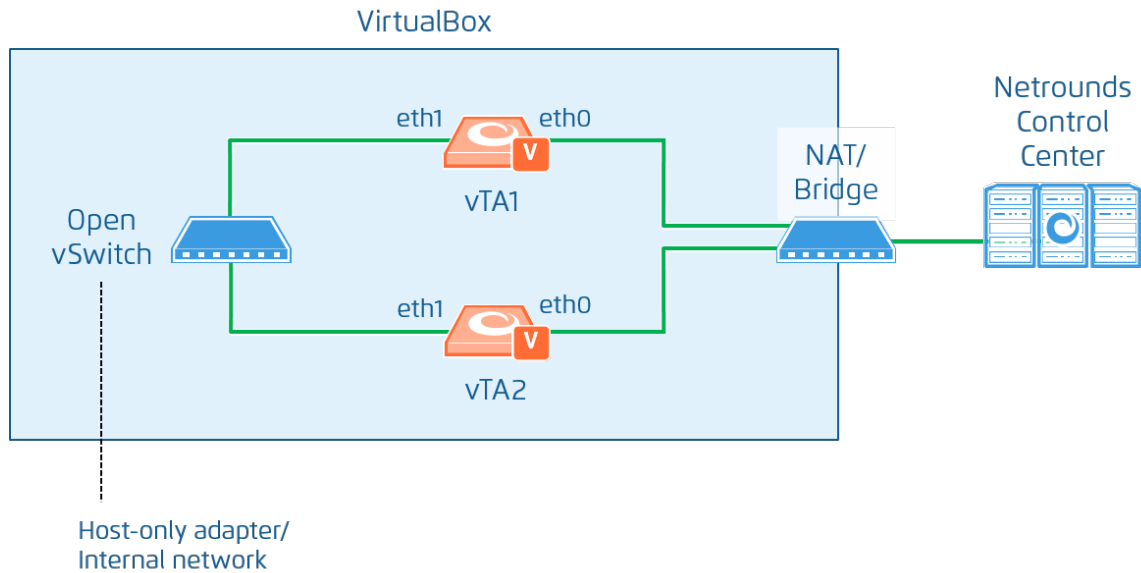 VirtualBox
Netrounds
Control
Center
eth1
eth0
V
vTA1
NAT/
Bridge
Open
vSwitch
eth1
eth0
V
vTA2
Host-only adapter/
Internal network